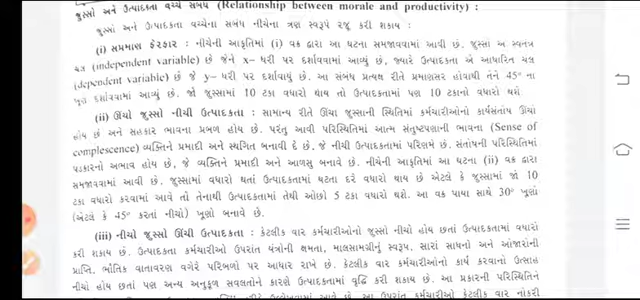 જુસ્સો અને ઉત્પાદકતા વચ્ચે સબંધ (Relationship between morale and productivity) :
જુસ્સો અને ઉત્પાદકતા વચ્ચેના સબંધ નીચેના ત્રણ સ્વરૂપે રજૂ કરી શકાય :
(i) સપ્રમાણ ફેરફાર : નીચેની આકૃતિમાં (i) વક્ર દ્વારા આ ઘટના સમજાવવામાં આવી છે. જુસ્સા એ સ્વતંત્ર
ચલ (independent variable) છે જેને x– ધરી પર દર્શાવવામાં આવ્યું છે, જ્યારે ઉત્પાદકતા એ આધારિત ચલ
(dependent variable) છે જે y– ધરી પર દર્શાવાયું છે. આ સંબંધ પ્રત્યક્ષ રીતે પ્રમાણસર હોવાથી તેને 45° ના
ખૂણે દર્શાવવામાં આવ્યું છે. જો જુસ્સામાં 10 ટકા વધારો થાય તો ઉત્પાદકતામાં પણ 10 ટકાનો વધારો થશે.
(ii) ઊંચો જુસ્સો નીચી ઉત્પાદકતા : સામાન્ય રીતે ઊંચા જુસ્સાની સ્થિતિમાં કર્મચારીઓનો કાર્યસંતોષ ઊંચો
હોય છે અને સહકાર ભાવના પ્રબળ હોય છે. પરંતુ આવી પરિસ્થિતિમાં આત્મ સંતુષ્ટપણાની ભાવના (Sense of
complescence) વ્યક્તિને પ્રમાદી અને સ્થગિત બનાવી દે છે, જે નીચી ઉત્પાદકતામાં પરિણમે છે. સંતોષની પરિસ્થિતિમાં
પડકારનો અભાવ હોય છે, જે વ્યક્તિને પ્રમાદી અને આળસુ બનાવે છે. નીચેની આકૃતિમાં આ ઘટના (ii) વક્ર દ્વારા
સમજાવવામાં આવી છે. જુસ્સામાં વધારો થતાં ઉત્પાદકતામાં ઘટતા દરે વધારો થાય છે એટલે કે જુસ્સામાં જો 10
ટકા વધારો કરવામાં આવે તો તેનાથી ઉત્પાદકતામાં તેથી ઓછો 5 ટકા વધારો થશે. આ વક્ર પાયા સાથે 30° ખૂણો
(એટલે કે 45° કરતાં નીચો) ખૂણો બનાવે છે.
(iii) નીચો જુસ્સો ઊંચી ઉત્પાદકતા : કેટલીક વાર કર્મચારીઓનો જુસ્સો નીચો હોય છતાં ઉત્પાદકતામાં વધારો
કરી શકાય છે. ઉત્પાદકતા કર્મચારીઓ ઉપરાંત યંત્રોની ક્ષમતા, માલસામગ્રીનું સ્વરૂપ, સારાં સાધનો અને ઓજારોની
પ્રાપ્તિ, ભૌતિક વાતાવરણ વગેરે પરિબળો પર આધાર રાખે છે. કેટલીક વાર કર્મચારીઓનો કાર્ય કરવાનો ઉત્સાહ
નીચો હોય છતાં પણ અન્ય અનુકૂળ સવલતોને કારણે ઉત્પાદકતામાં વૃદ્ધિ કરી શકાય છે. આ પ્રકારની પરિસ્થિતિને